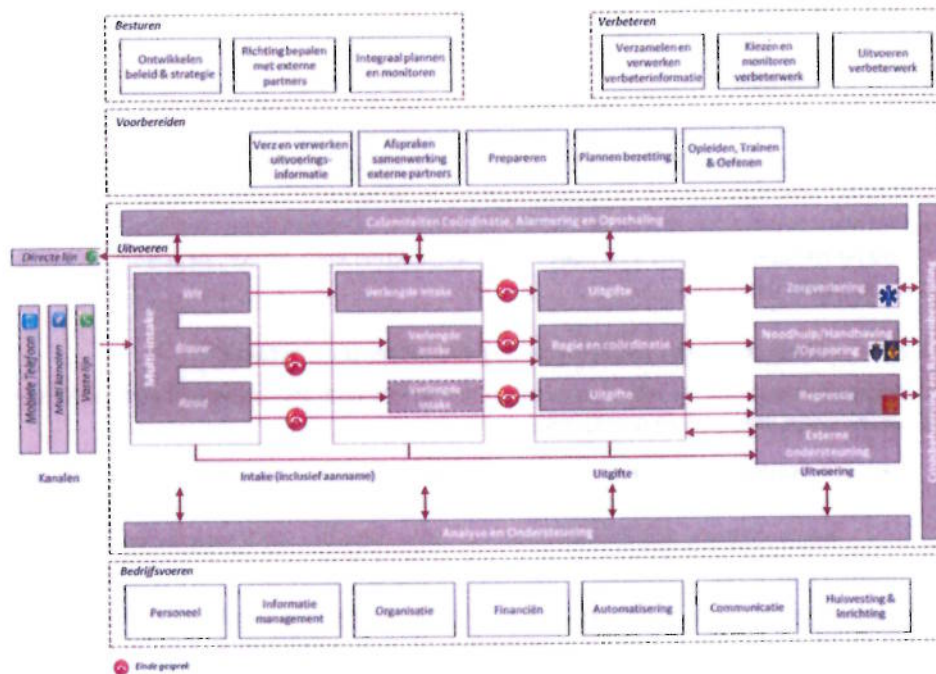 Besturen
Ontwikkelen
beleid & strategie
Richting bepalen
met externe
partners
Integraal plannen
en monitoren
Verbeteren
Verzamelen en
verwerken
verbeterinformatie
Kiezen en
monitoren
verbeterwerk
Uitvoeren
verbeterwerk
Voorbereiden
Verz en verwerken
uitvoerings-
informatie
Afspraken
samenwerking
externe partners
Prepareren
Plannen bezetting
Opleiden, Trainen
& Oefenen
Calamiteiten Coördinatie, Alarmering en Opschaling
Uitvoeren
Directe lijn
Mobiele Telefoon
Multi kanalen
Vaste lijn
Kanalen
Multi-intake
Wit
Blauw
Rood
Verlengde intake
Verlengde
intake
Verlengde
intake
Uitgifte
Regie en coördinatie
Uitgifte
Zorgverlening
Noodhulp/Handhaving
/Opsporing
Repressie
Externe
ondersteuning
Intake (inclusief aanname)
Uitgifte
Uitvoering
Analyse en Ondersteuning
Bedrijfsvoeren
Personeel
Informatie
management
Organisatie
Financiën
Automatisering
Communicatie
Huisvesting &
Inrichting
Einde gesprek